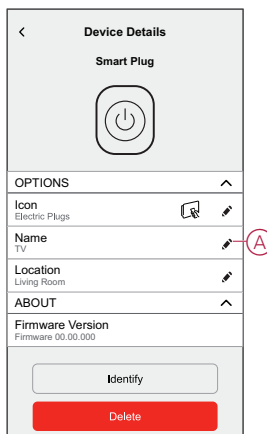 Device Details
Smart Plug
OPTIONS
Icon
Electric Plugs
Name
TV
A
Location
Living Room
ABOUT
Firmware Version
Firmware 00.00.000
Identify
Delete